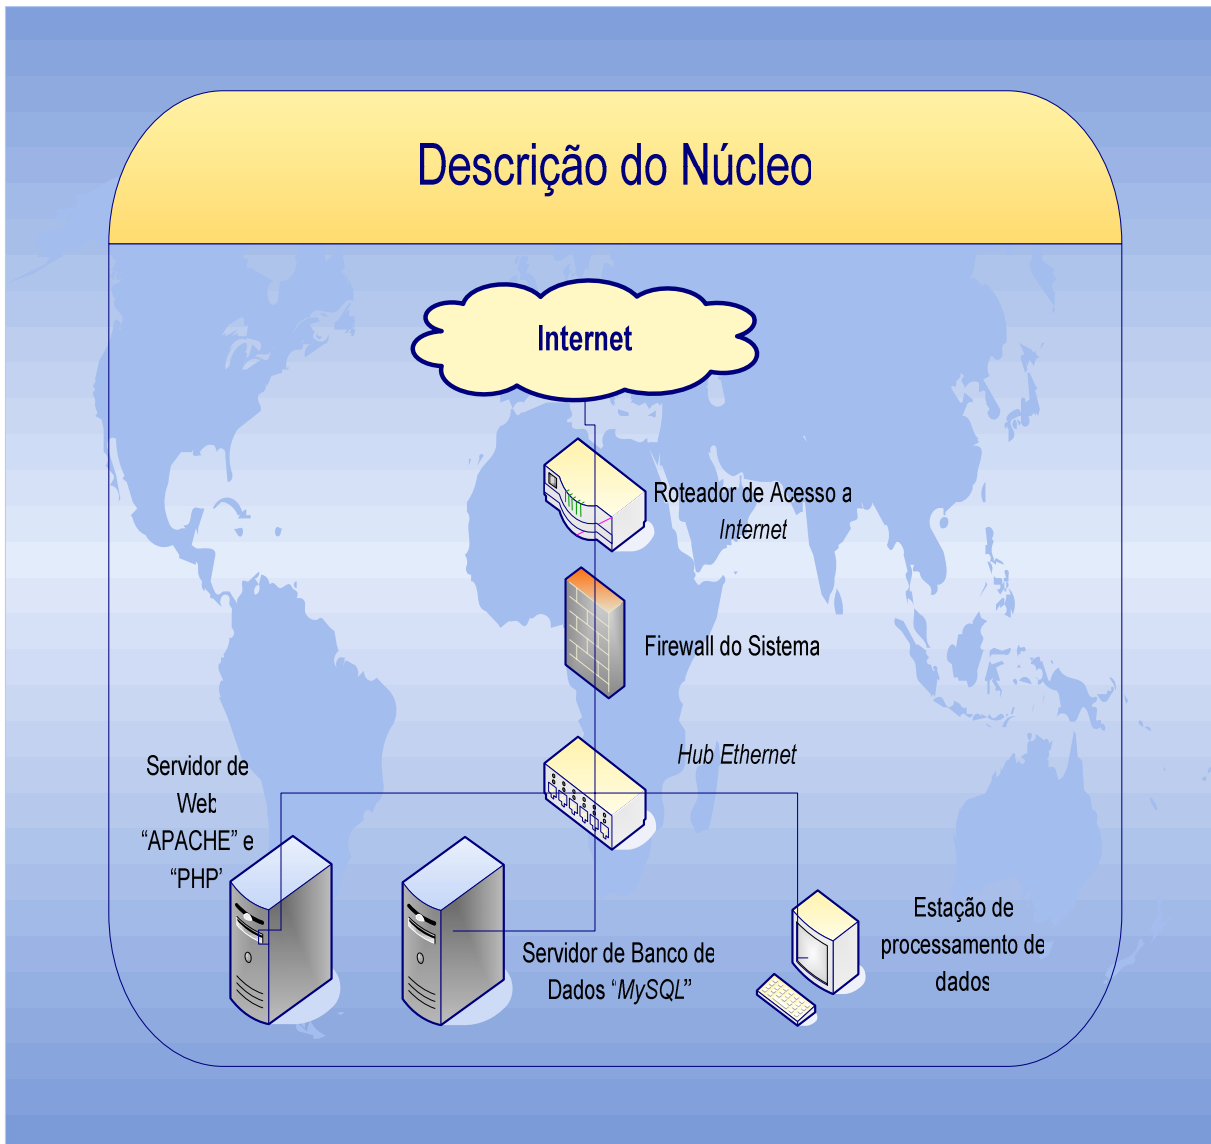 Descrição do Núcleo
Internet
Roteador de Acesso a
Internet
Firewall do Sistema
Hub Ethernet
Servidor de
Web
“APACHE” e
“PHP’
Servidor de Banco de
Dados ‘MySQL”
Estação de
processamento de
dados